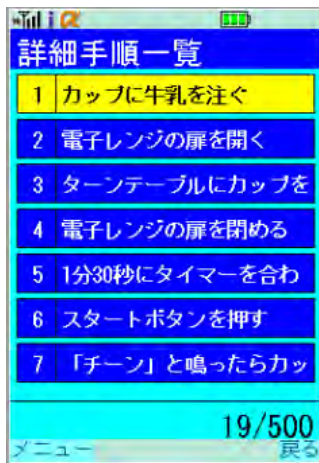 詳細手順一覧
1 カップに牛乳を注ぐ
2 電子レンジの扉を開く
3 ターンテーブルにカップを
4 電子レンジの扉を閉める
5 1分30秒にタイマーを合わ
6 スタートボタンを押す
7 「チーン」と鳴ったらカッ
19/500
メニュー 戻る